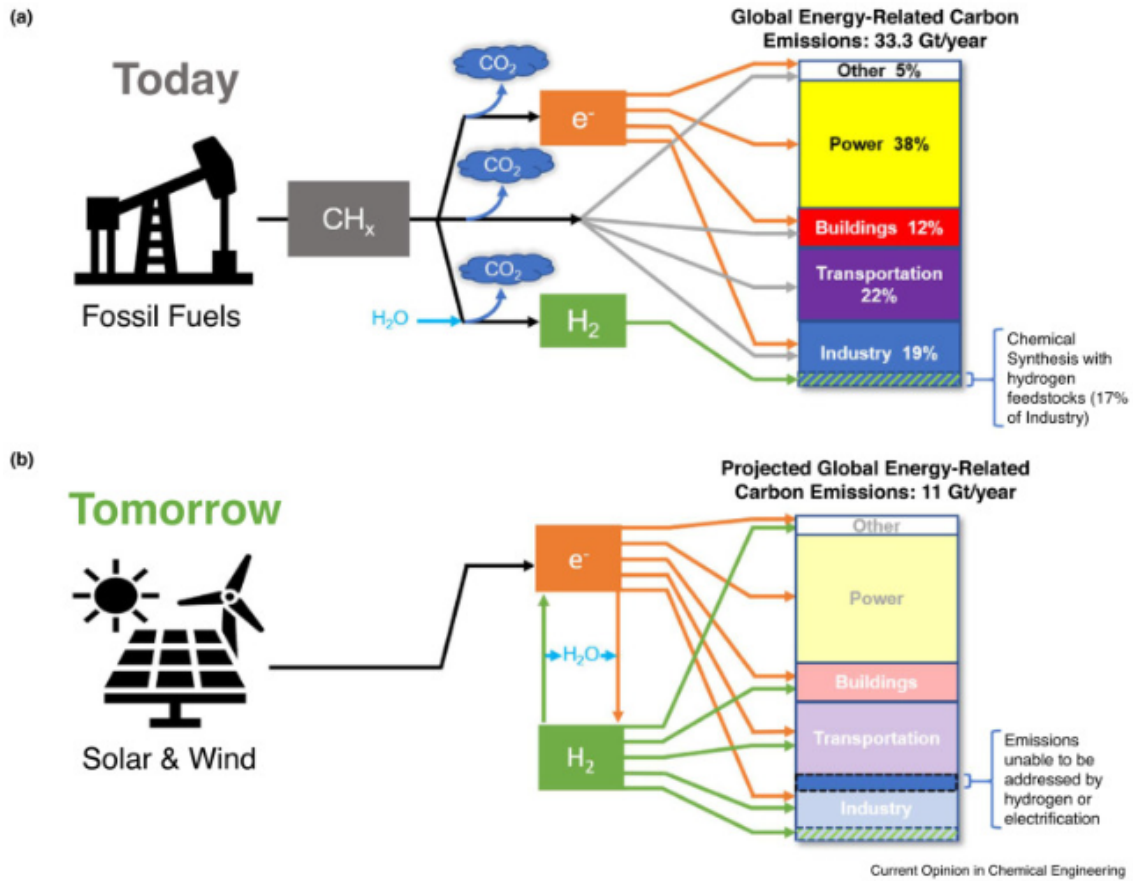 (a)
Global Energy-Related Carbon
Emissions: 33.3 Gt/year
Today
CO2
Other 5%
e-
Power 38%
CO2
CHx
Buildings 12%
CO2
Transportation
22%
Fossil Fuels
H2O
H2
Industry 19%
Chemical
Synthesis with
hydrogen
feedstocks (17%
of Industry)
(b)
Projected Global Energy-Related
Carbon Emissions: 11 Gt/year
Tomorrow
Other
e-
Power
H2O
Buildings
H2
Transportation
Solar & Wind
Industry
Emissions
unable to be
addressed by
hydrogen or
electrification
Current Opinion in Chemical Engineering